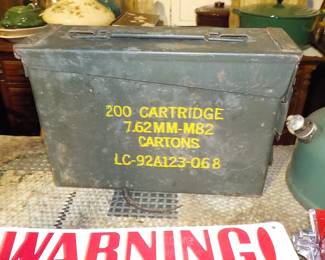 200 CARTRIDGE
7.62MM-M82
CARTONS
LC-92A123-068
WARNING!